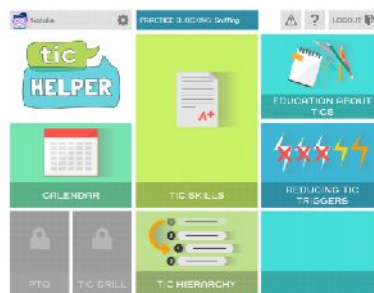 Natalie
PRACTICE BLOCKING: Sniffing
?
LOGOUT
tic
HELPER
A+
EDUCATION ABOUT
TICS
CALENDAR
TIC SKILLS
REDUCING TIC
TRIGGERS
PTQ
TIC DRILL
TIC HIERARCHY